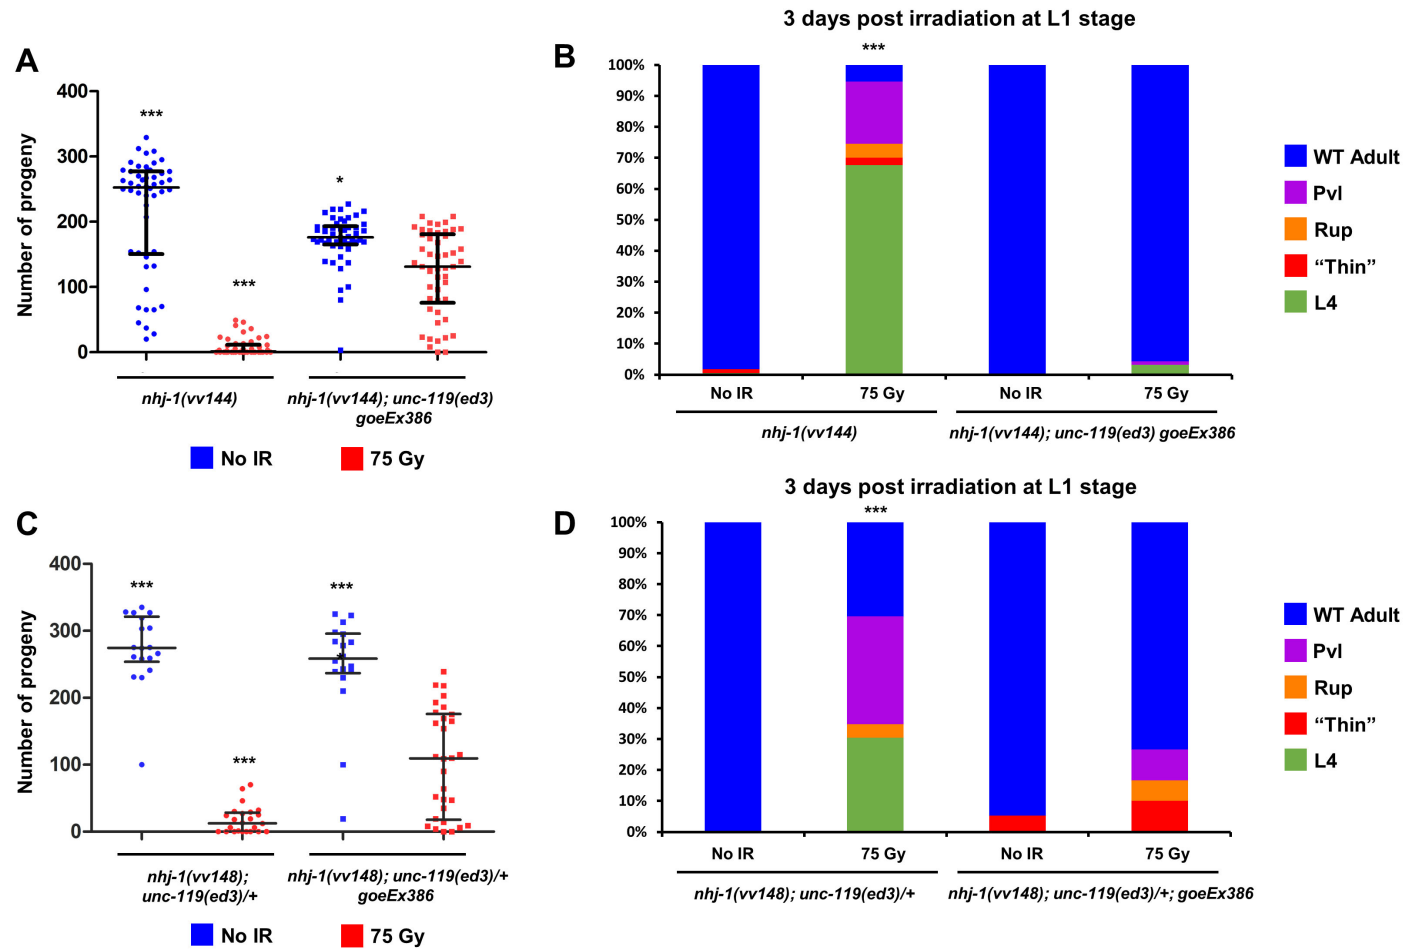 A
Number of progeny
400
300
200
100
0
***
***
*
nhj-1(vv144)
nhj-1(vv144); unc-119(ed3)
goeEx386
No IR
75 Gy
B
3 days post irradiation at L1 stage
***
100%
90%
80%
70%
60%
50%
40%
30%
20%
10%
0%
No IR
75 Gy
No IR
75 Gy
nhj-1(vv144)
nhj-1(vv144); unc-119(ed3) goeEx386
WT Adult
Pvl
Rup
“Thin”
L4
C
Number of progeny
400
300
200
100
0
***
***
***
nhj-1(vv148);
unc-119(ed3)/+
nhj-1(vv148); unc-119(ed3)/+
goeEx386
No IR
75 Gy
D
3 days post irradiation at L1 stage
***
100%
90%
80%
70%
60%
50%
40%
30%
20%
10%
0%
No IR
75 Gy
No IR
75 Gy
nhj-1(vv148); unc-119(ed3)/+
nhj-1(vv148); unc-119(ed3)/+; goeEx386
WT Adult
Pvl
Rup
“Thin”
L4